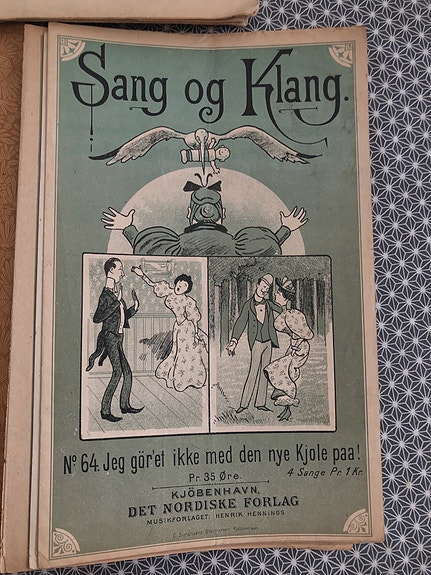 Sang og Klang.
Nº 64. Jeg gör'et ikke med den nye Kjole paa!
Pr. 35 Øre.
4 Sange Pr. 1 Kr.
KJÖBENHAVN.
DET NORDISKE FORLAG
MUSIKFORLAGET: HENRIK HENNINGS